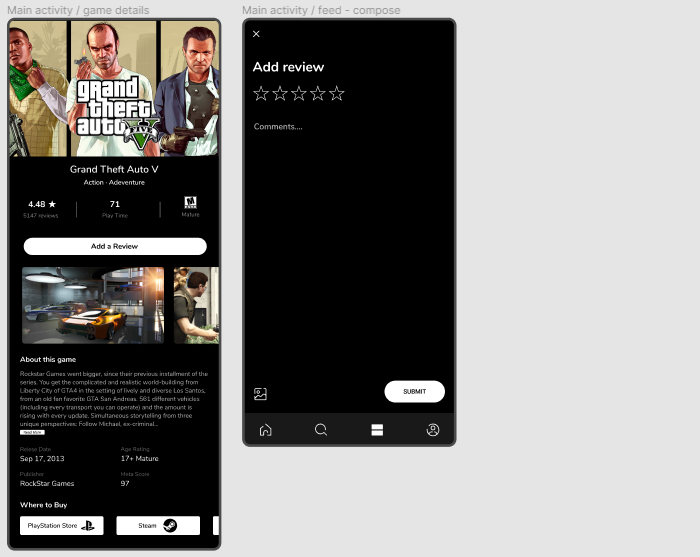 Main activity / game details
grand
theft
auto
FIVE
Grand Theft Auto V
Action - Adeventure
4.48 ★
5147 reviews
71
Play Time
Mature
Add a Review
About this game
Rockstar Games went bigger, since their previous installment of the
series. You get the complicated and realistic world-building from
Liberty City of GTA4 in the setting of lively and diverse Los Santos,
from an old fan favorite GTA San Andreas. 561 different vehicles
(including every transport you can operate) and the amount is
rising with every update. Simultaneous storytelling from three
unique perspectives: Follow Michael, ex-criminal...
Read More
Relese Date
Sep 17, 2013
Age Rating
17+ Mature
Publisher
RockStar Games
Meta Score
97
Where to Buy
PlayStation Store
Steam
Main activity / feed - compose
Add review
Comments....
SUBMIT